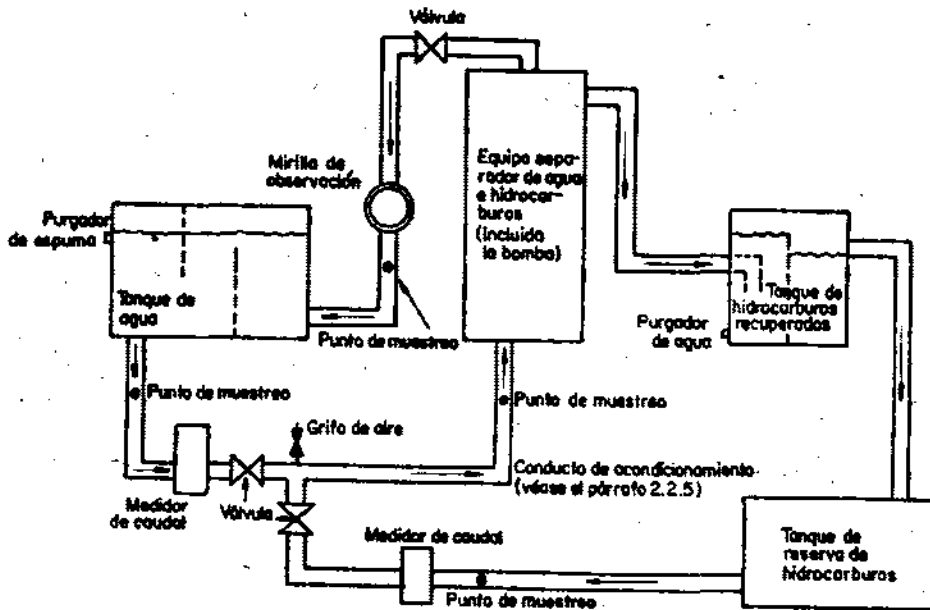 Válvula
Mirilla de
observación
Equipo sepa-
rador de agua
e hidrocar-
buros
(incluida
la bomba)
Purgador
de espuma
Tanque de
agua
Punto de muestreo
Tanque de
hidrocarburos
recuperados
Purgador
de agua
Punto de muestreo
Punto de muestreo
Grifo de aire
Conducto de acondicionamiento
(véase el párrafo 2.2.5)
Medidor
de caudal
Válvula
Medidor de caudal
Tanque de
reserva de
hidrocarburos
Punto de muestreo